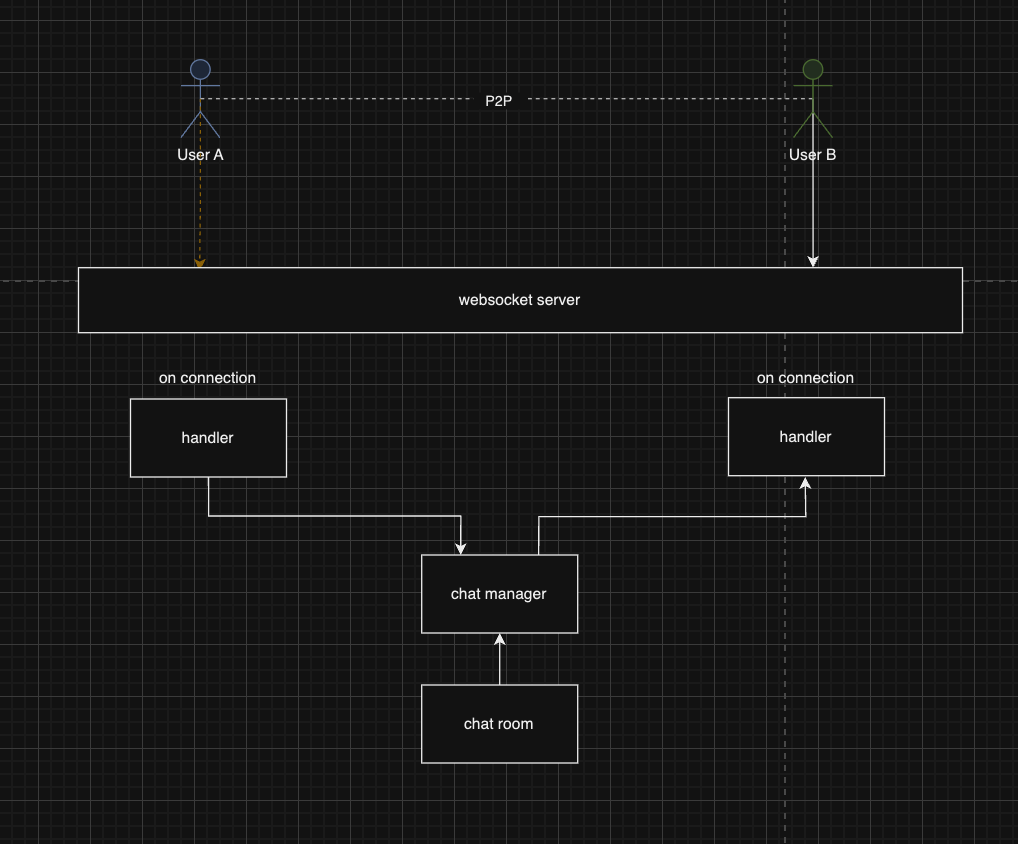 P2P
User A
User B
websocket server
on connection
on connection
handler
handler
chat manager
chat room